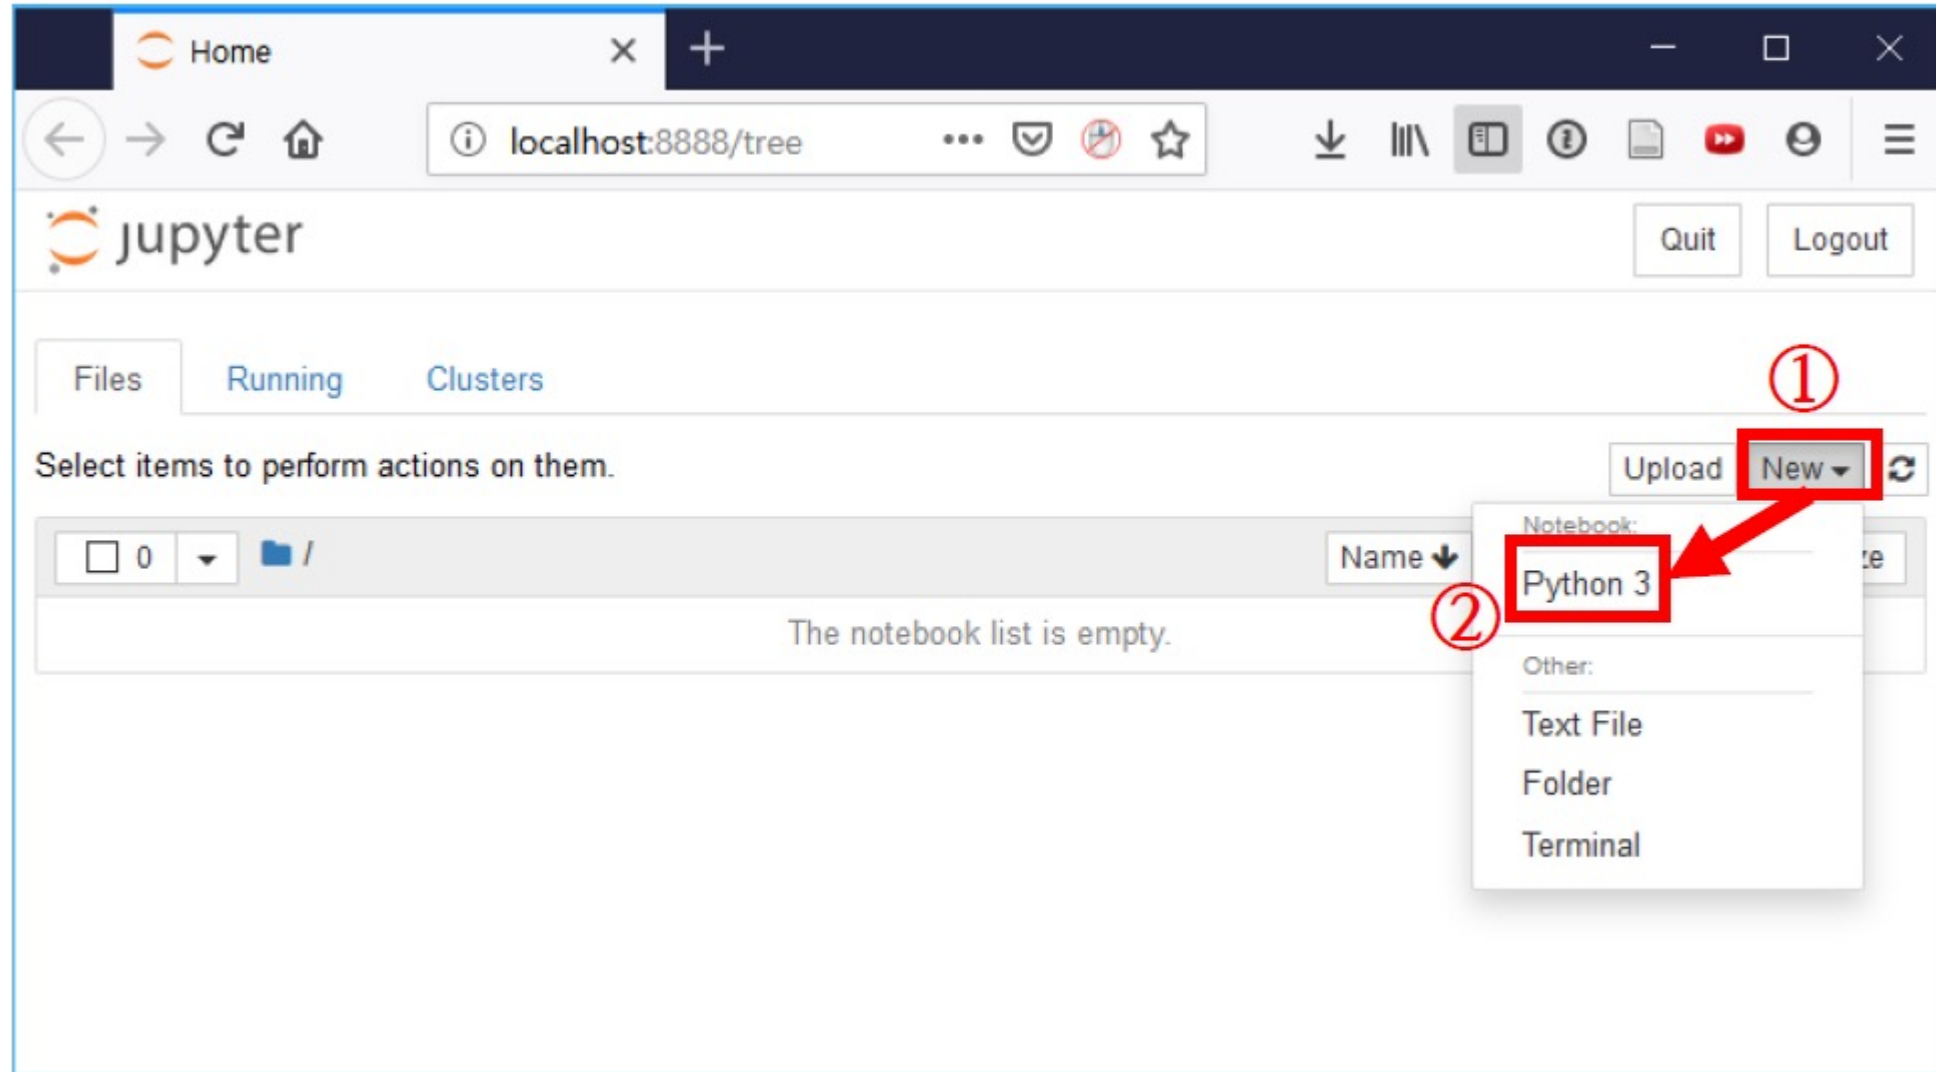 Home
localhost:8888/tree
jupyter
Quit Logout
Files Running Clusters
①
Select items to perform actions on them.
Upload New
Notebook:
0 /
Name
ze
Python 3
②
The notebook list is empty.
Other:
Text File
Folder
Terminal